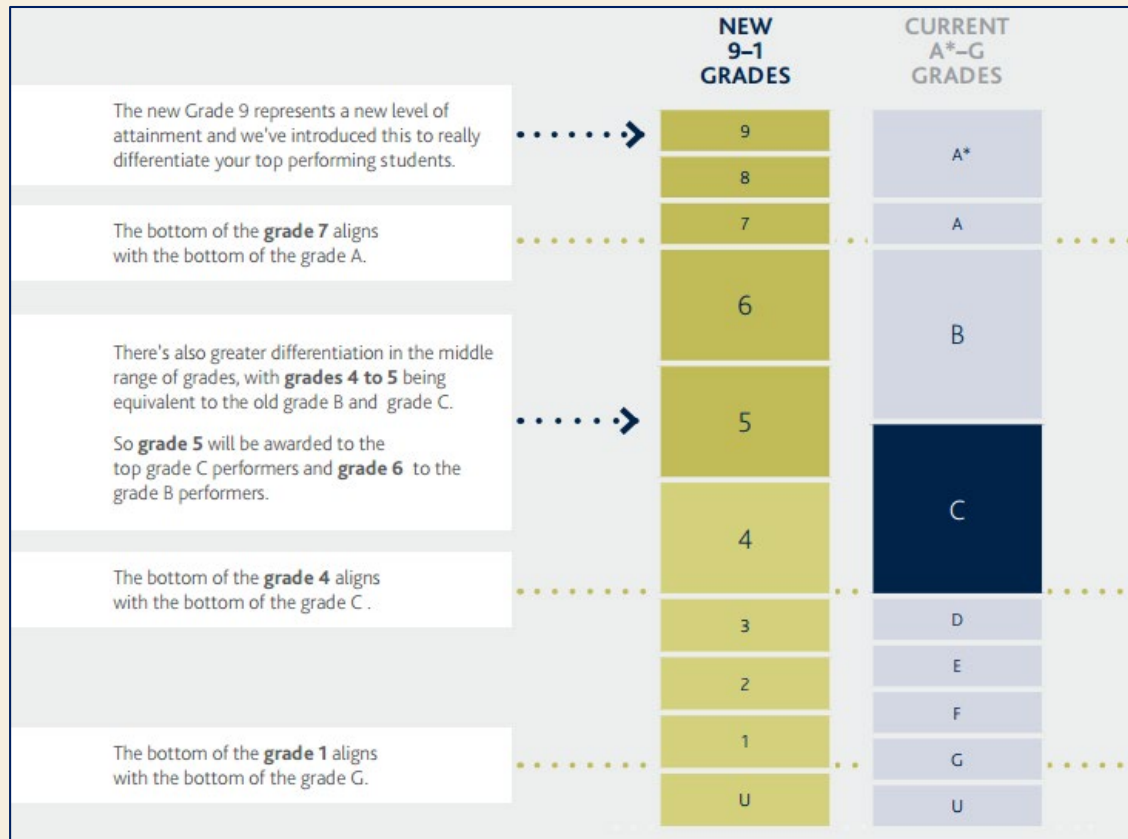 NEW
9–1
GRADES
CURRENT
A*–G
GRADES
The new Grade 9 represents a new level of
attainment and we've introduced this to really
differentiate your top performing students.
The bottom of the grade 7 aligns
with the bottom of the grade A.
There's also greater differentiation in the middle
range of grades, with grades 4 to 5 being
equivalent to the old grade B and grade C.
So grade 5 will be awarded to the
top grade C performers and grade 6 to the
grade B performers.
The bottom of the grade 4 aligns
with the bottom of the grade C .
The bottom of the grade 1 aligns
with the bottom of the grade G.
9
8
7
6
5
4
3
2
1
U
A*
A
B
C
D
E
F
G
U